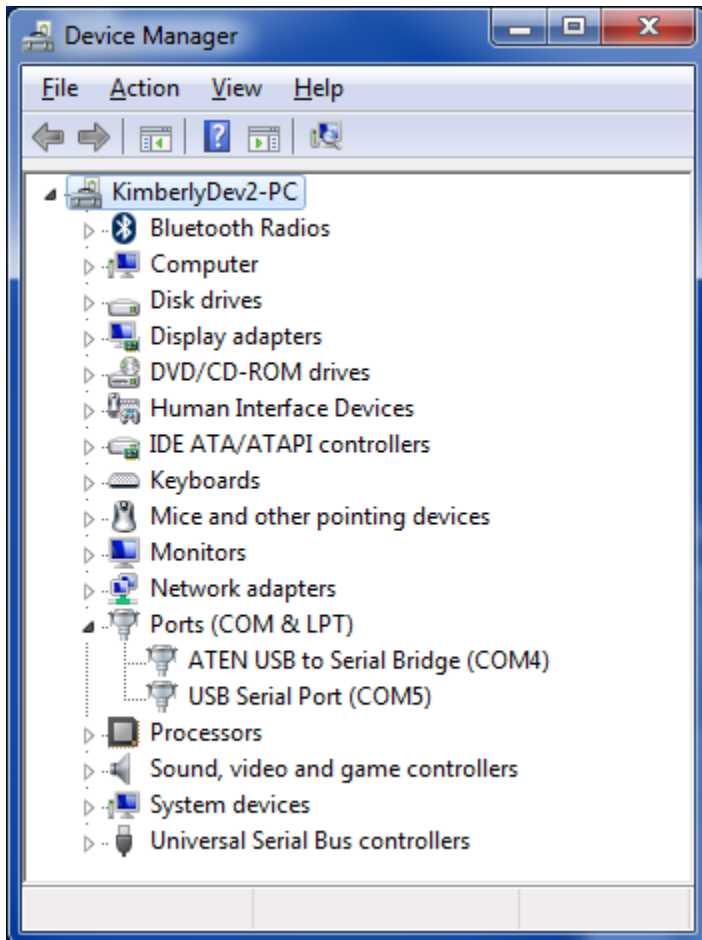 Device Manager
File Action View Help
KimberlyDev2-PC
Bluetooth Radios
Computer
Disk drives
Display adapters
DVD/CD-ROM drives
Human Interface Devices
IDE ATA/ATAPI controllers
Keyboards
Mice and other pointing devices
Monitors
Network adapters
Ports (COM & LPT)
ATEN USB to Serial Bridge (COM4)
USB Serial Port (COM5)
Processors
Sound, video and game controllers
System devices
Universal Serial Bus controllers